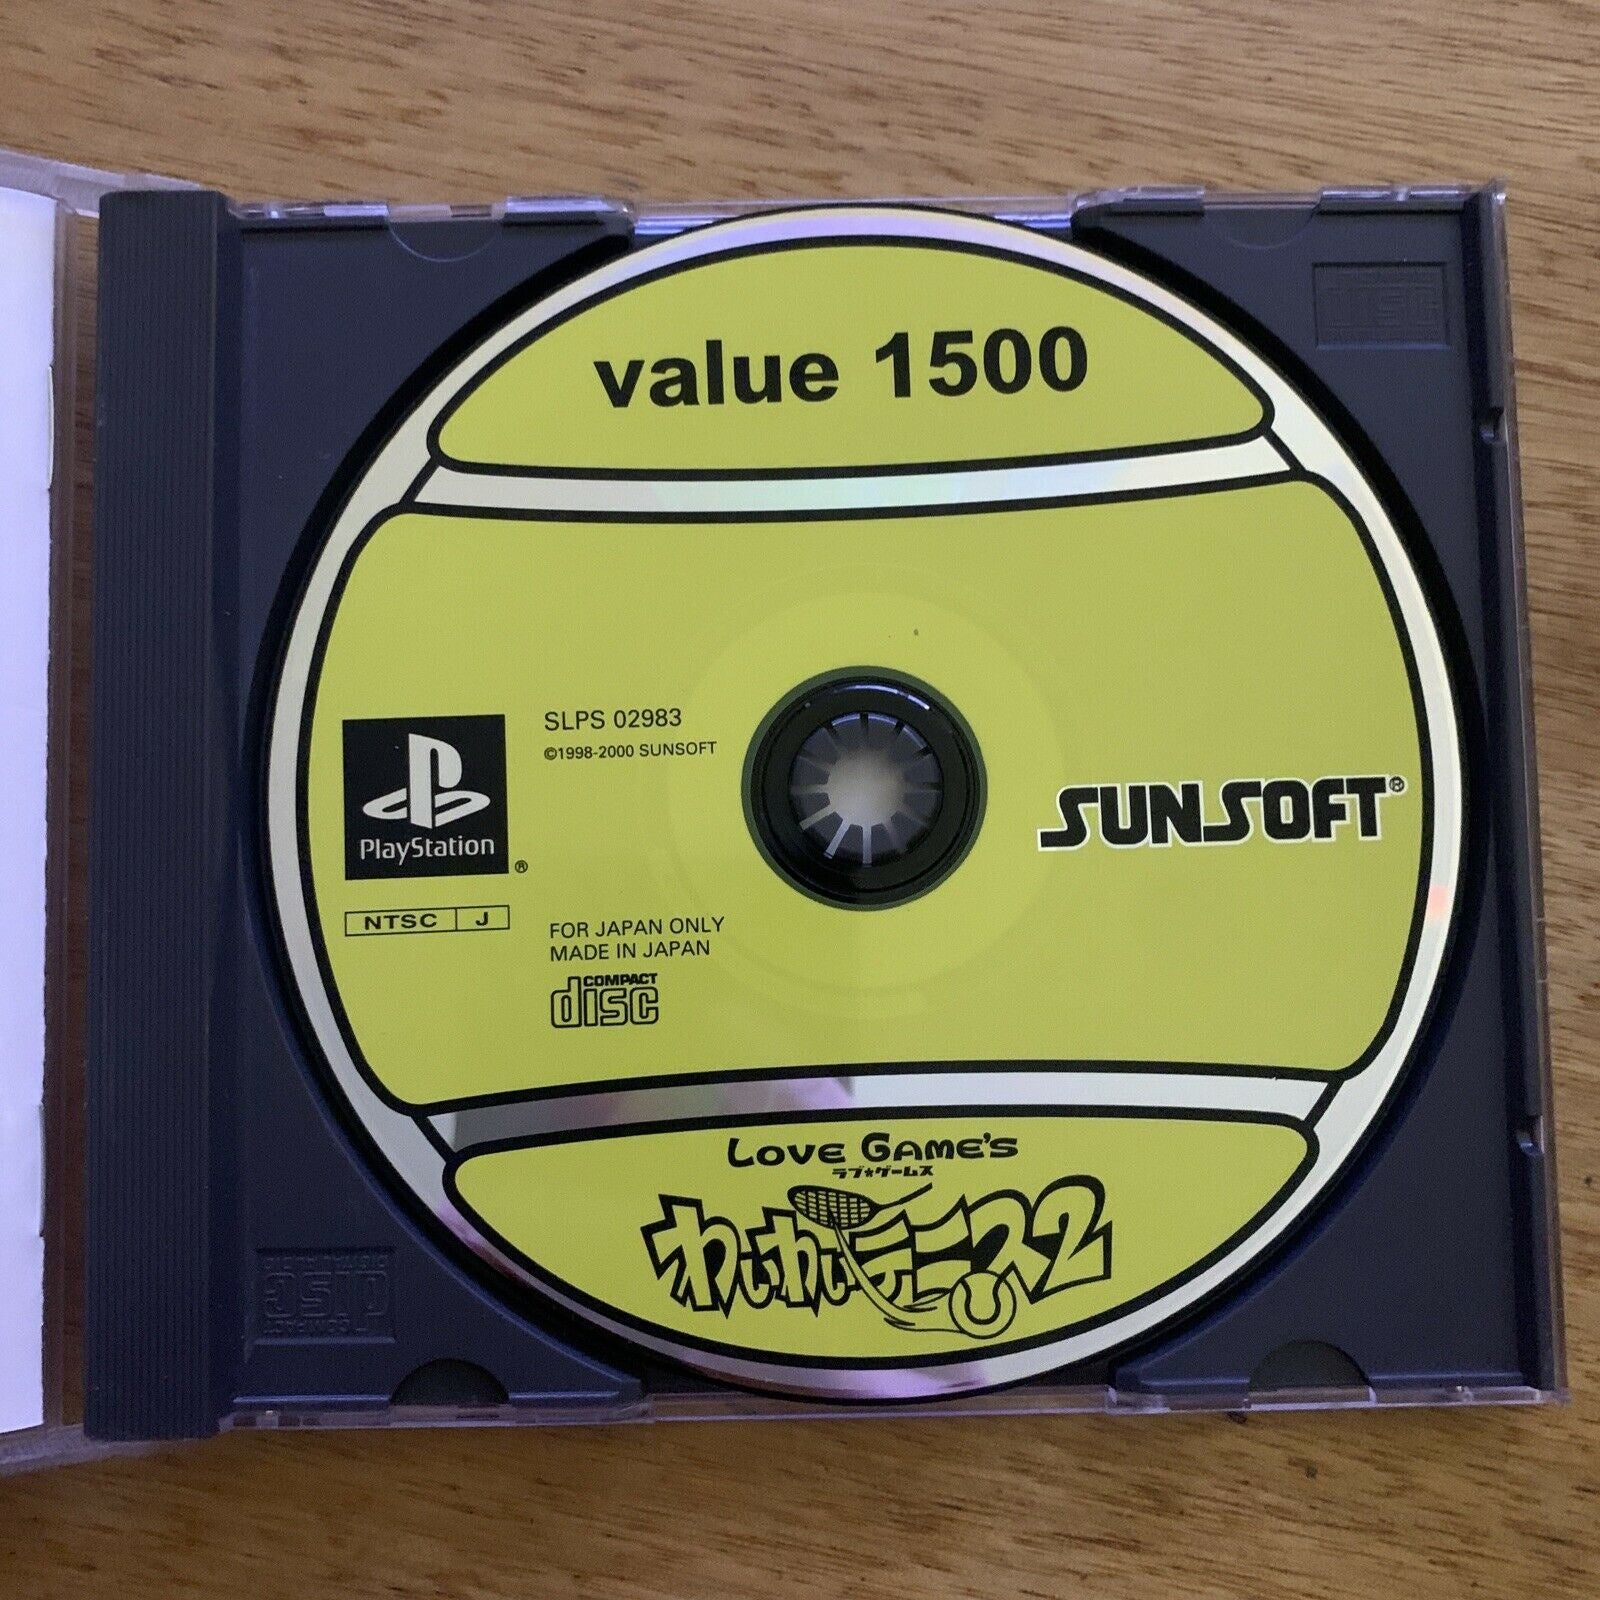 value 1500
SLPS 02983
©1998-2000 SUNSOFT
PlayStation
®
SUNSOFT®
NTSC J
FOR JAPAN ONLY
MADE IN JAPAN
COMPACT
disc
LOVE GAME'S
ラブ★ゲームス
わいわいテニス2